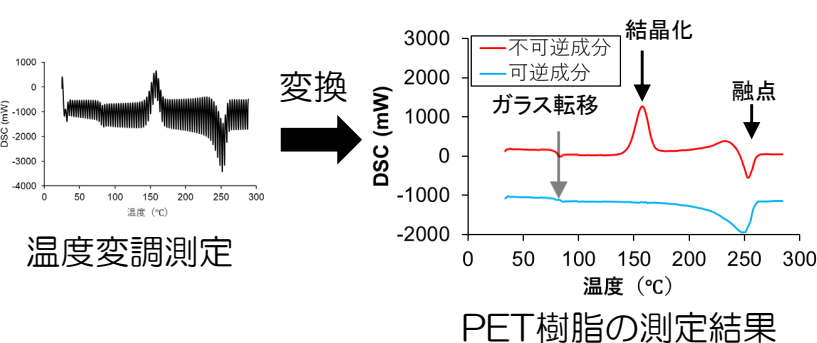 1000
0
-1000
-2000
-3000
-4000
DSC (mW)
0 50 100 150 200 250 300
温度（℃）
温度変調測定
変換
3000
2000
1000
0
-1000
-2000
DSC (mW)
不可逆成分
可逆成分
結晶化
ガラス転移
融点
0 50 100 150 200 250 300
温度（℃）
PET樹脂の測定結果